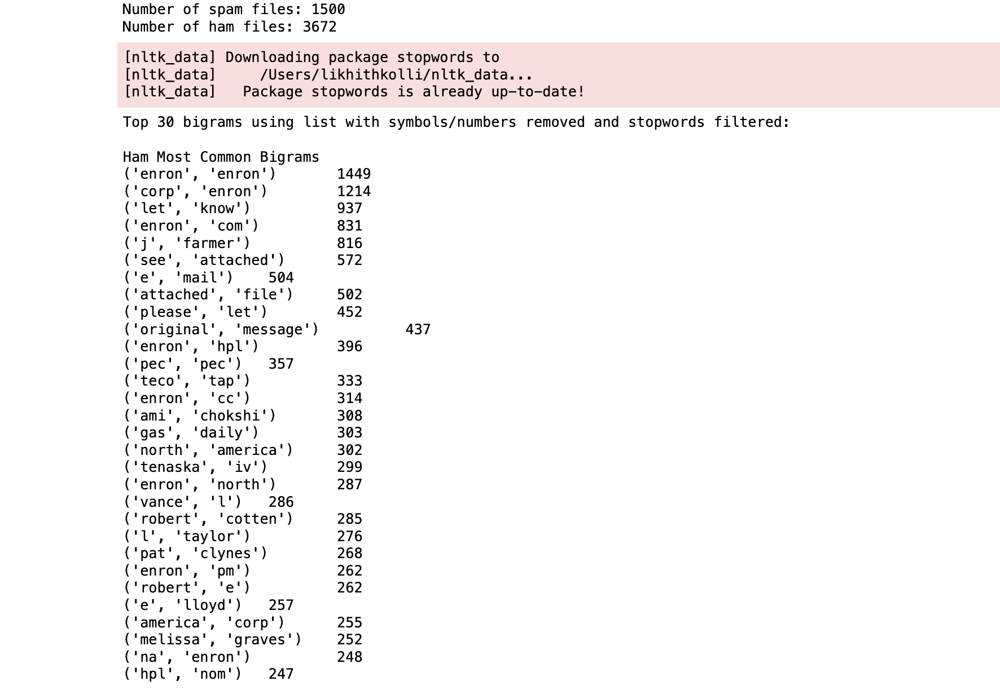 Number of spam files: 1500
Number of ham files: 3672
[nltk_data] Downloading package stopwords to
[nltk_data]     /Users/likhithkolli/nltk_data...
[nltk_data]   Package stopwords is already up-to-date!
Top 30 bigrams using list with symbols/numbers removed and stopwords filtered:
Ham Most Common Bigrams
('enron', 'enron')       1449
('corp', 'enron')        1214
('let', 'know')          937
('enron', 'com')         831
('j', 'farmer')          816
('see', 'attached')      572
('e', 'mail')    504
('attached', 'file')     502
('please', 'let')        452
('original', 'message')          437
('enron', 'hpl')         396
('pec', 'pec')   357
('teco', 'tap')          333
('enron', 'cc')          314
('ami', 'chokshi')       308
('gas', 'daily')         303
('north', 'america')     302
('tenaska', 'iv')        299
('enron', 'north')       287
('vance', 'l')   286
('robert', 'cotten')     285
('l', 'taylor')          276
('pat', 'clynes')        268
('enron', 'pm')          262
('robert', 'e')          262
('e', 'lloyd')   257
('america', 'corp')      255
('melissa', 'graves')    252
('na', 'enron')          248
('hpl', 'nom')   247